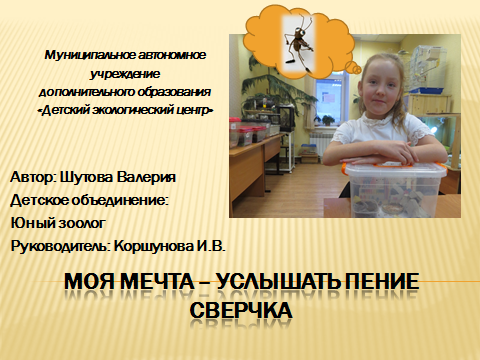 Муниципальное автономное
учреждение
дополнительного образования
«Детский экологический центр»
Автор: Шутова Валерия
Детское объединение:
Юный зоолог
Руководитель: Коршунова И.В.
МОЯ МЕЧТА – УСЛЫШАТЬ ПЕНИЕ
СВЕРЧКА